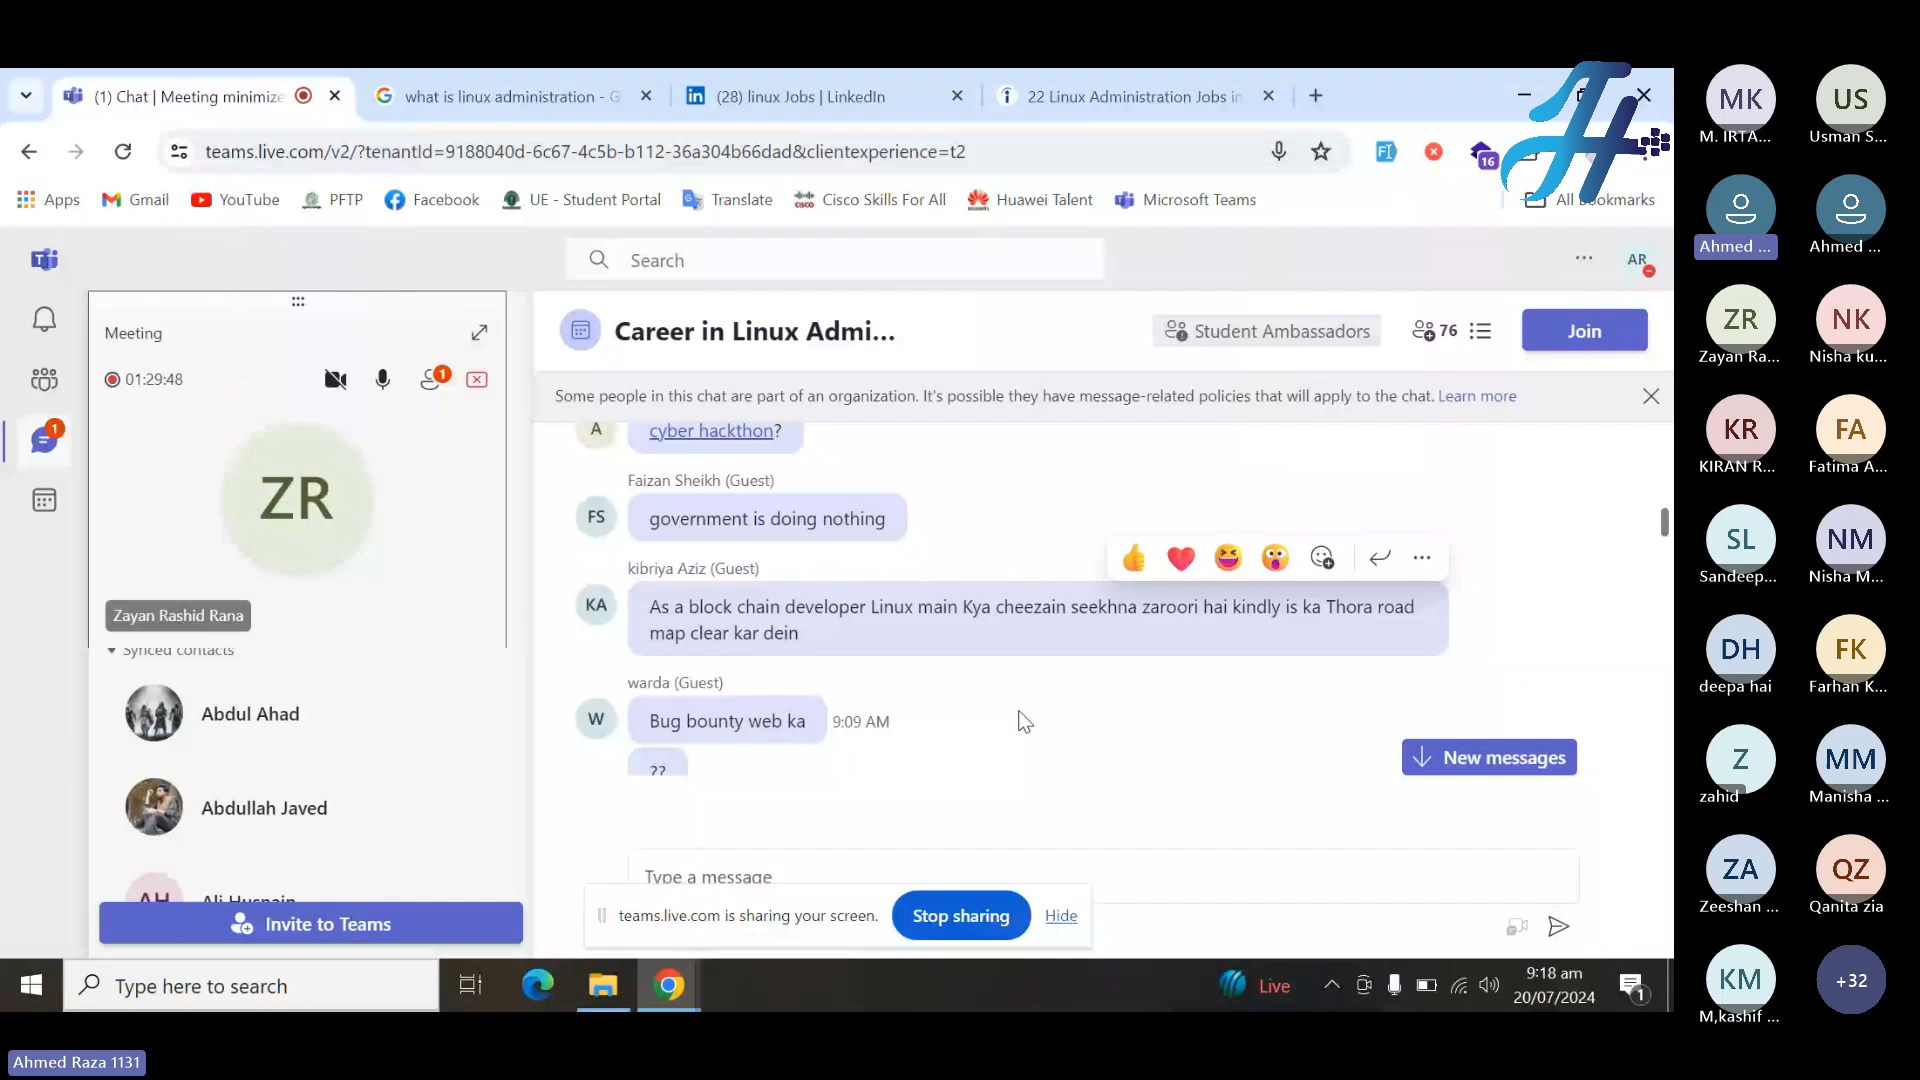 (1) Chat | Meeting minimize
what is linux administration - G
(28) linux Jobs | LinkedIn
22 Linux Administration Jobs in
teams.live.com/v2/?tenantId=9188040d-6c67-4c5b-b112-36a304b66dad&clientexperience=t2
16
Apps
Gmail
YouTube
PFTP
Facebook
UE - Student Portal
Translate
Cisco Skills For All
Huawei Talent
Microsoft Teams
All Bookmarks
Search
AR
Meeting
01:29:48
1
1
ZR
Zayan Rashid Rana
Synced contacts
Abdul Ahad
Abdullah Javed
AH
Ali Husnain
Invite to Teams
Career in Linux Admi...
Student Ambassadors
76
Join
Some people in this chat are part of an organization. It's possible they have message-related policies that will apply to the chat. Learn more
A
cyber hackthon?
Faizan Sheikh (Guest)
FS
government is doing nothing
kibriya Aziz (Guest)
KA
As a block chain developer Linux main Kya cheezain seekhna zaroori hai kindly is ka Thora road
map clear kar dein
warda (Guest)
W
Bug bounty web ka
9:09 AM
??
New messages
Type a message
teams.live.com is sharing your screen.
Stop sharing
Hide
Type here to search
Live
9:18 am
20/07/2024
1
MK
M. IRTA...
US
Usman S...
Ahmed ...
Ahmed ...
ZR
Zayan Ra...
NK
Nisha ku...
KR
KIRAN R...
FA
Fatima A...
SL
Sandeep...
NM
Nisha M...
DH
deepa hai
FK
Farhan K...
Z
zahid
MM
Manisha ...
ZA
Zeeshan ...
QZ
Qanita zia
KM
M,kashif ...
+32
Ahmed Raza 1131